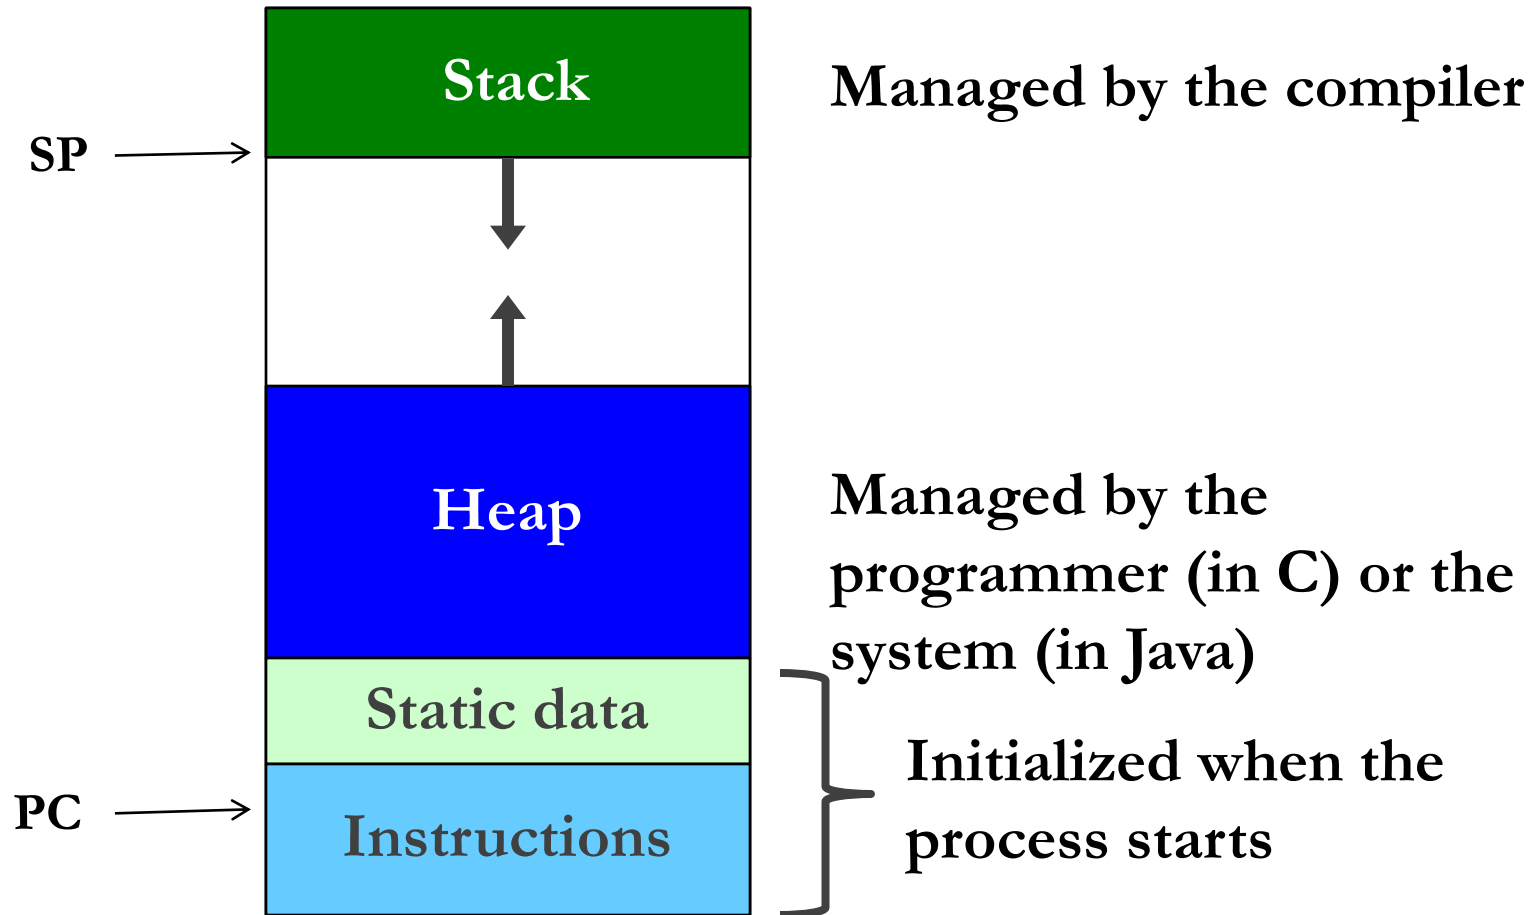 Stack
Managed by the compiler
SP
Heap
Managed by the
programmer (in C) or the
system (in Java)
Static data
Initialized when the
process starts
PC
Instructions